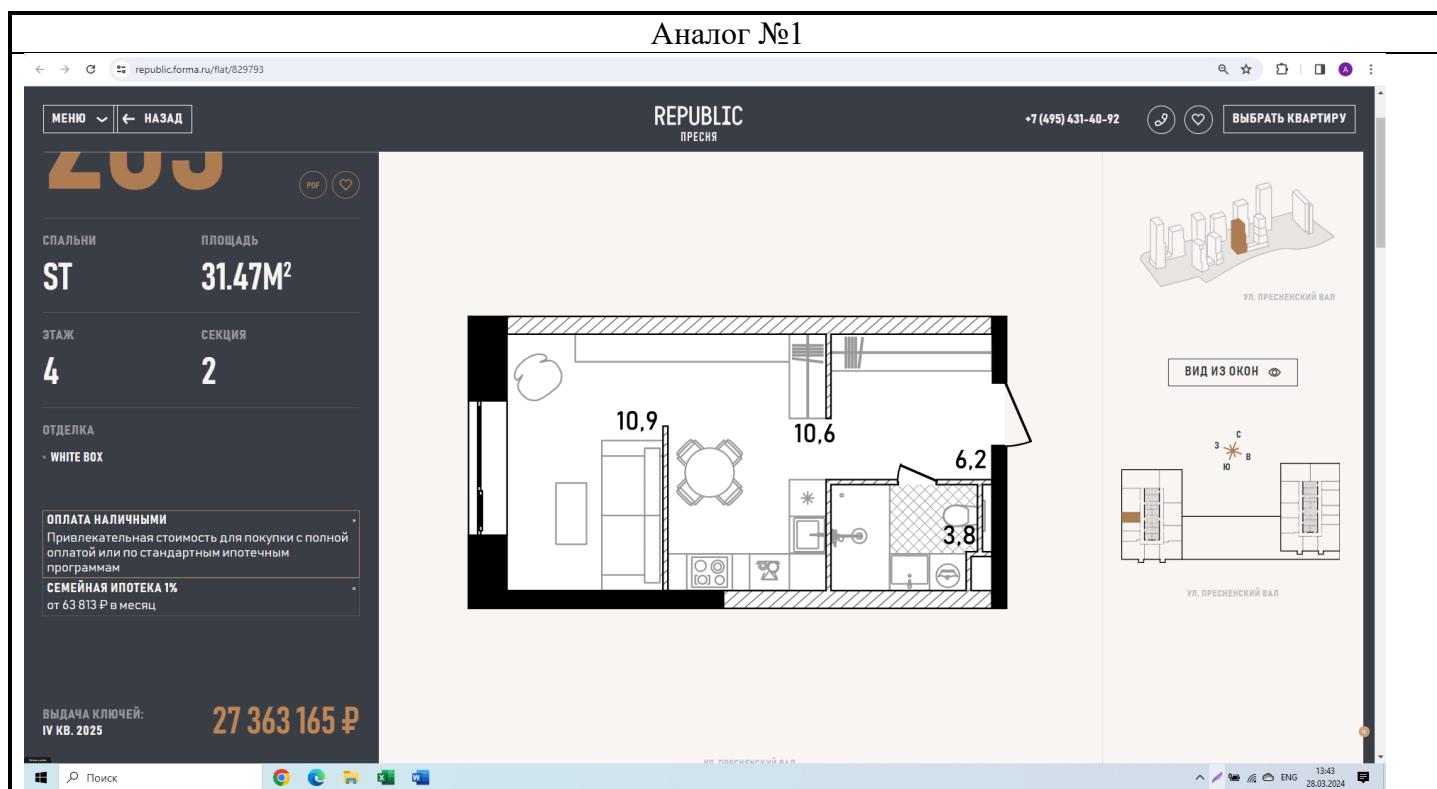 Аналог №1
republic.forma.ru/flat/829793
МЕНЮ
НАЗАД
REPUBLIC
ПРЕСНЯ
+7 (495) 431-40-92
ВЫБРАТЬ КВАРТИРУ
PDF
СПАЛЬНИ
ПЛОЩАДЬ
ST
31.47М²
ЭТАЖ
СЕКЦИЯ
4
2
ОТДЕЛКА
WHITE BOX
ОПЛАТА НАЛИЧНЫМИ
Привлекательная стоимость для покупки с полной
оплатой или по стандартным ипотечным
программам
СЕМЕЙНАЯ ИПОТЕКА 1%
от 63 813 ₽ в месяц
ВЫДАЧА КЛЮЧЕЙ:
IV КВ. 2025
27 363 165 ₽
10,9
10,6
6,2
3,8
УЛ. ПРЕСНЕНСКИЙ ВАЛ
ВИД ИЗ ОКОН
С
З
В
Ю
УЛ. ПРЕСНЕНСКИЙ ВАЛ
УЛ. ПРЕСНЕНСКИЙ ВАЛ
Поиск
ENG
13:43
28.03.2024